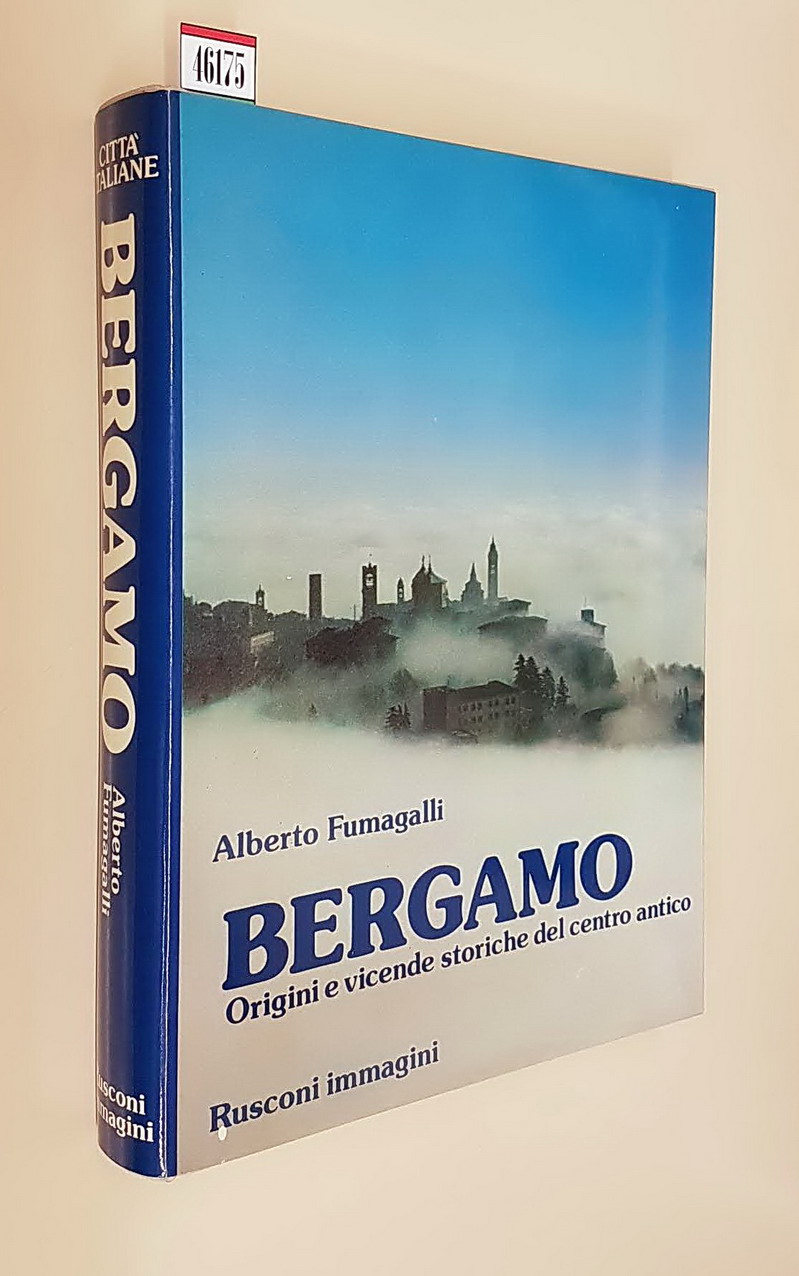 46175
CITTÀ
ITALIANE
BERGAMO
Alberto
Fumagalli
Rusconi
immagini
Alberto Fumagalli
BERGAMO
Origini e vicende storiche del centro antico
Rusconi immagini